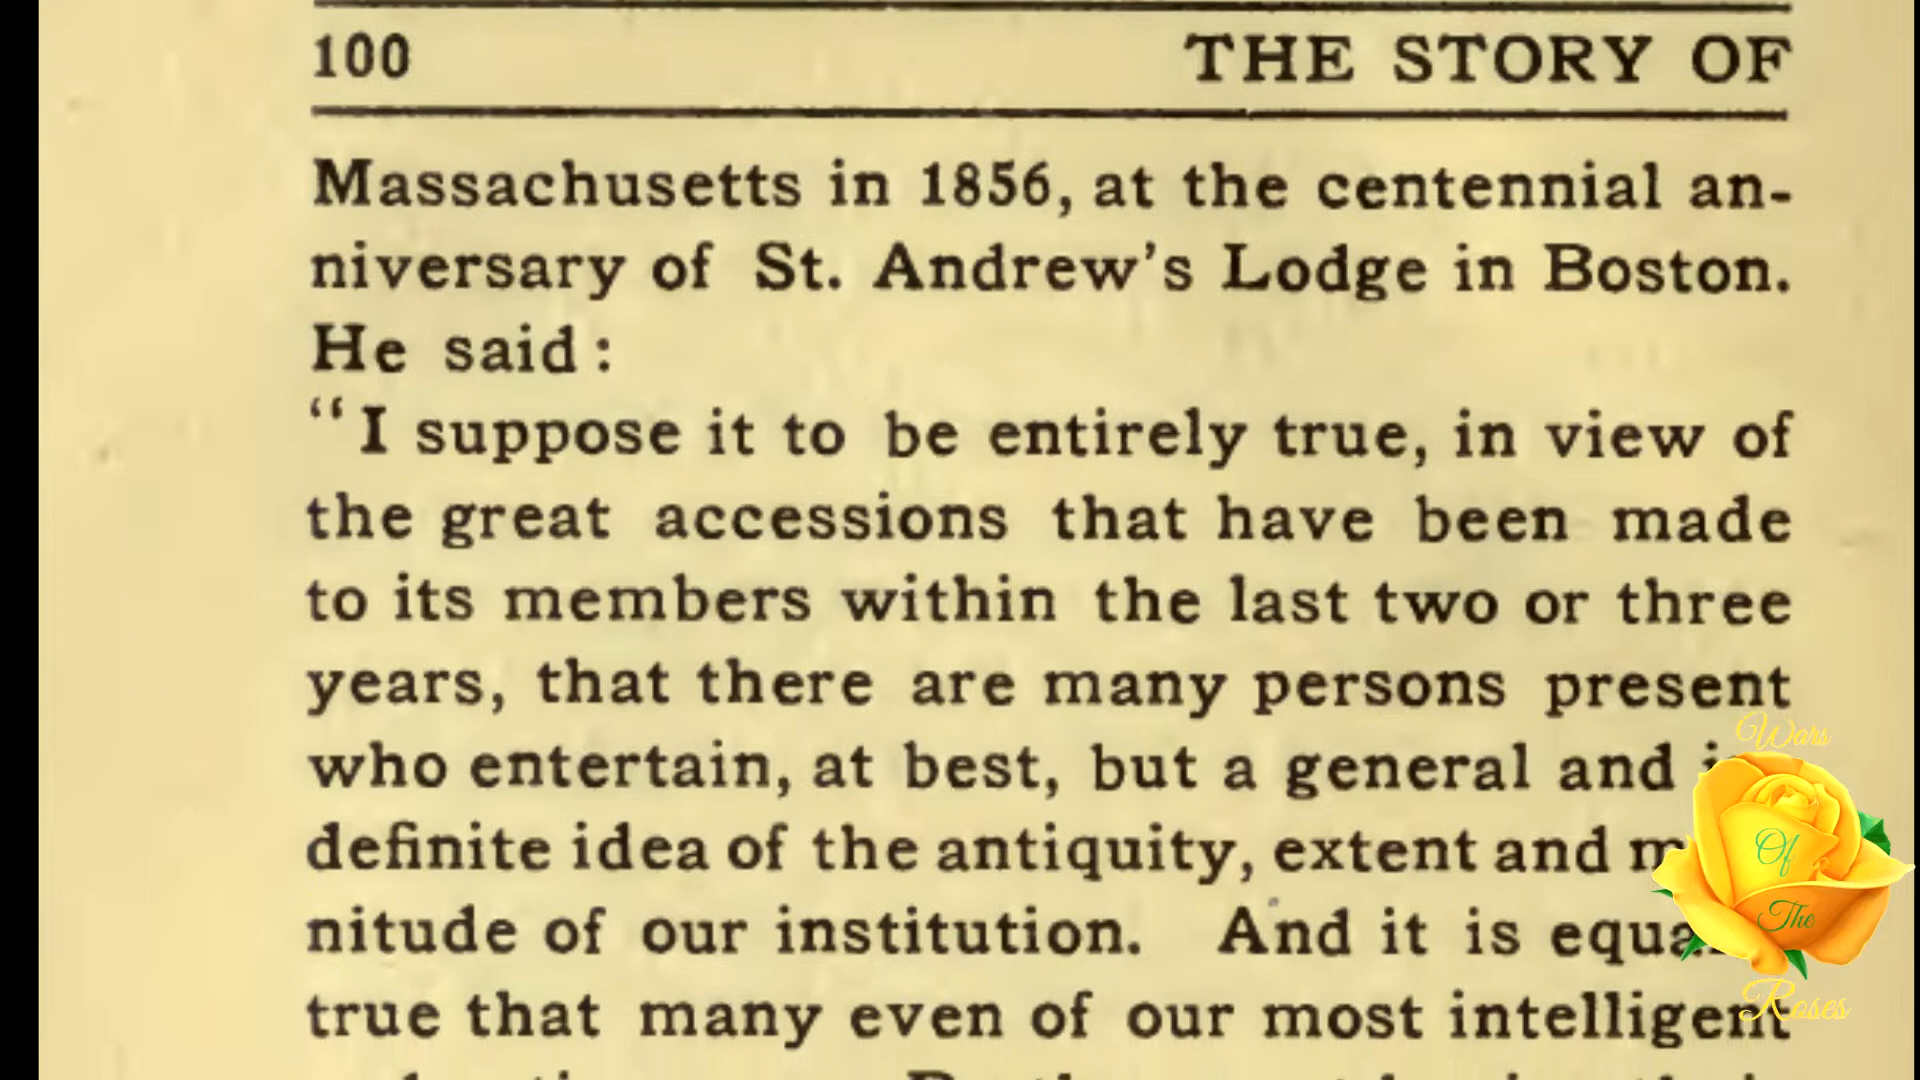 100 THE STORY OF
Massachusetts in 1856, at the centennial an-
niversary of St. Andrew's Lodge in Boston.
He said:
"I suppose it to be entirely true, in view of
the great accessions that have been made
to its members within the last two or three
years, that there are many persons present
who entertain, at best, but a general and
definite idea of the antiquity, extent and
nitude of our institution. And it is
true that many even of our most intelligent
Wars
Of
The
Roses